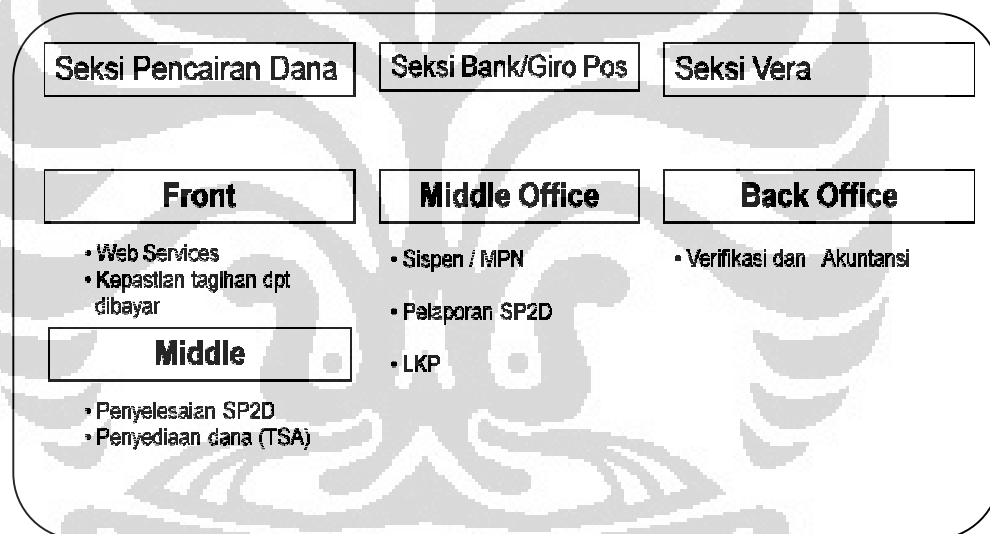 Seksi Pencairan Dana
Seksi Bank/Giro Pos
Seksi Vera
Front
• Web Services
• Kepastian tagihan dpt
dibayar
Middle
• Penyelesaian SP2D
• Penyediaan dana (TSA)
Middle Office
• Sispen / MPN
• Pelaporan SP2D
• LKP
Back Office
• Verifikasi dan Akuntansi